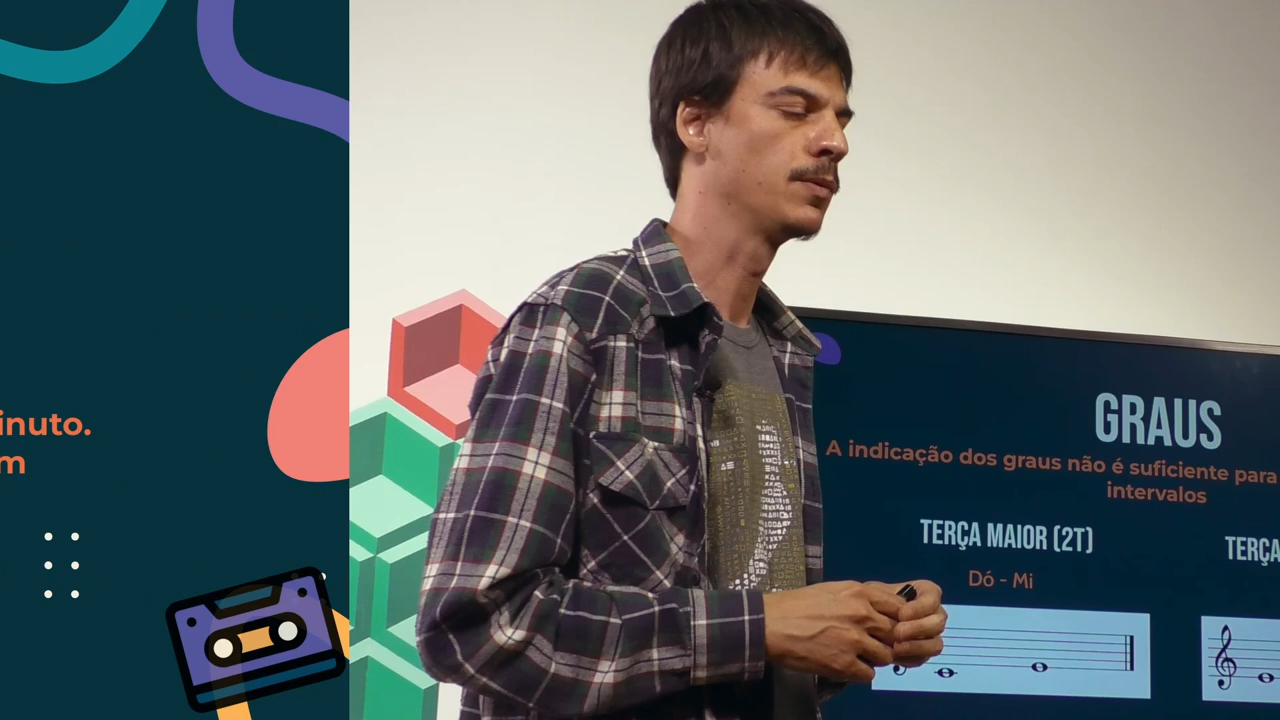 inuto.
m
GRAUS
A indicação dos graus não é suficiente para
intervalos
TERÇA MAIOR (2T)
TERÇA
Dó - Mi